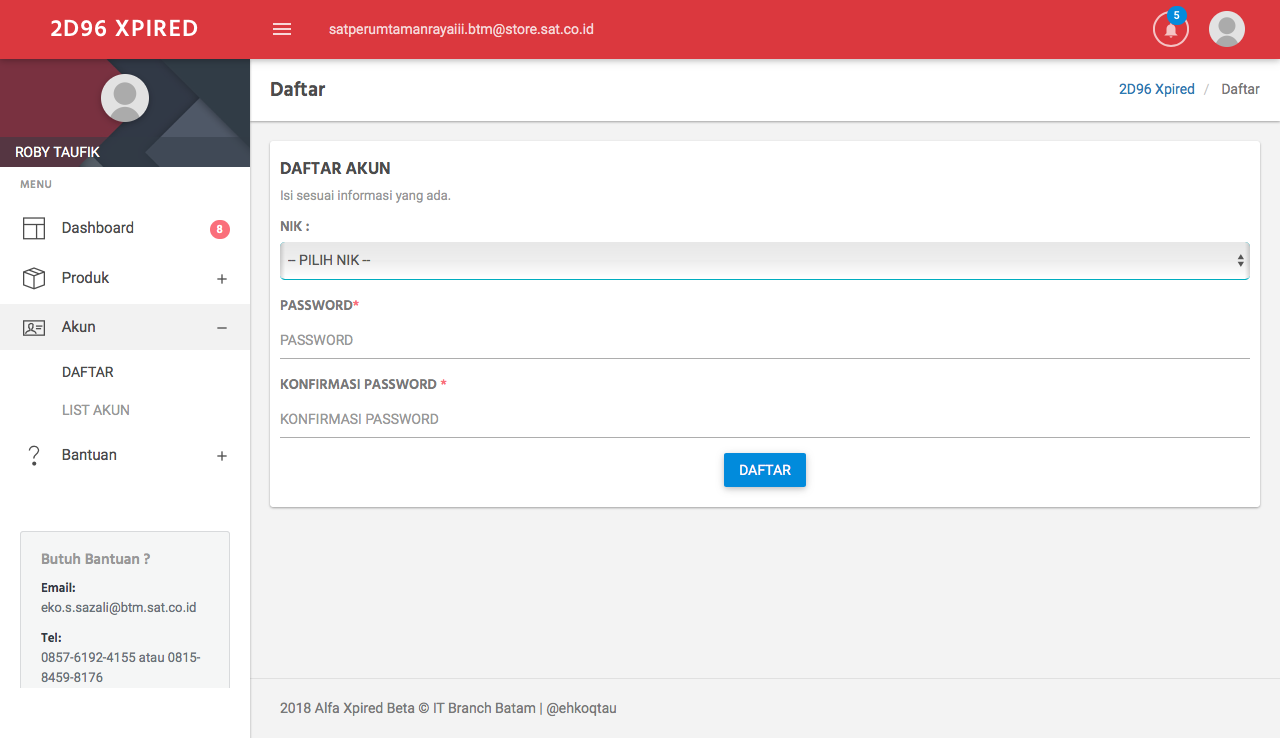 2D96 XPIRED
satperumtamanrayaiii.btm@store.sat.co.id
5
ROBY TAUFIK
MENU
Dashboard
8
Produk
+
Akun
–
DAFTAR
LIST AKUN
Bantuan
+
Butuh Bantuan ?
Email:
eko.s.sazali@btm.sat.co.id
Tel:
0857-6192-4155 atau 0815-
8459-8176
Daftar
2D96 Xpired / Daftar
DAFTAR AKUN
Isi sesuai informasi yang ada.
NIK :
-- PILIH NIK --
PASSWORD*
PASSWORD
KONFIRMASI PASSWORD *
KONFIRMASI PASSWORD
DAFTAR
2018 Alfa Xpired Beta © IT Branch Batam | @ehkoqtau